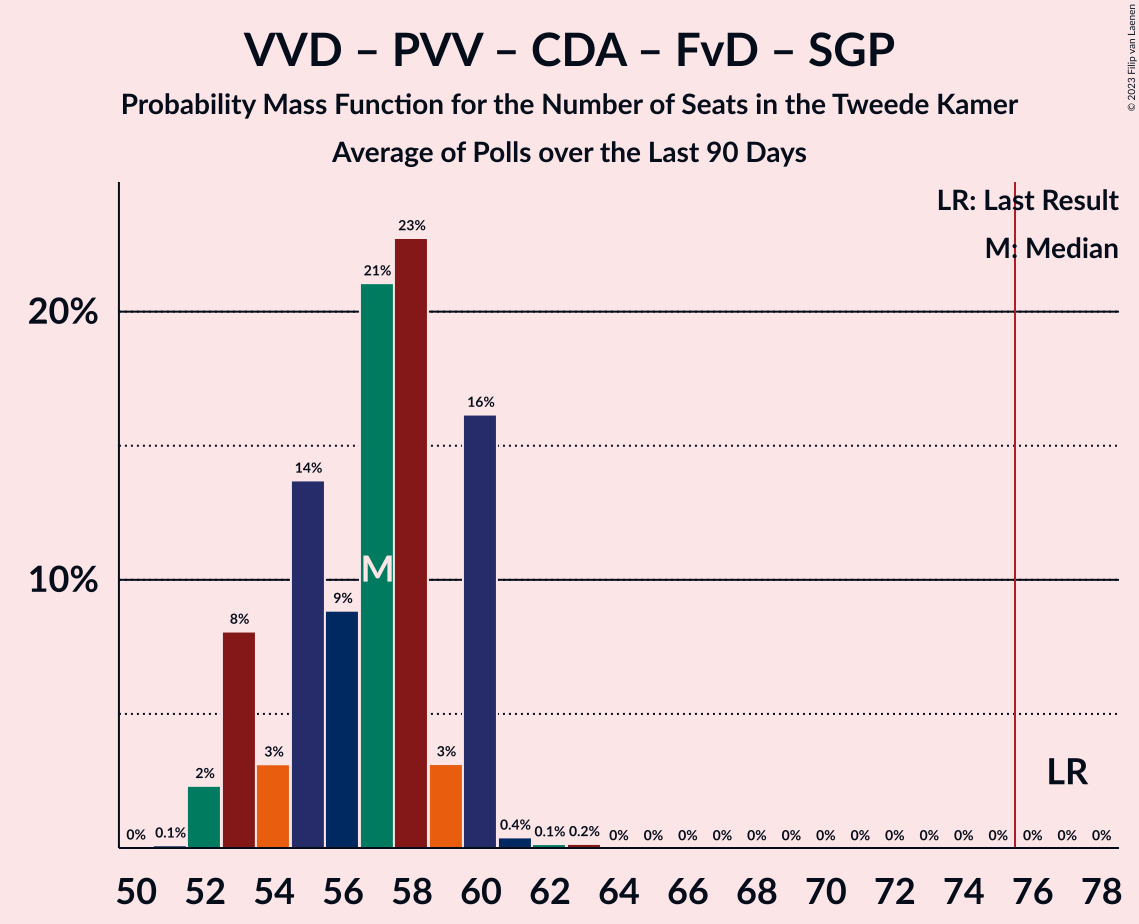 VVD – PVV – CDA – FvD – SGP
Probability Mass Function for the Number of Seats in the Tweede Kamer
Average of Polls over the Last 90 Days
© 2023 Filip van Laenen
LR: Last Result
M: Median
20%
10%
0% 0.1% 2% 8% 3% 14% 9% 21% 23% 3% 16% 0.4% 0.1% 0.2% 0% 0% 0% 0% 0% 0% 0% 0% 0% 0% 0% 0% 0% 0% 0%
M
LR
50 52 54 56 58 60 62 64 66 68 70 72 74 76 78